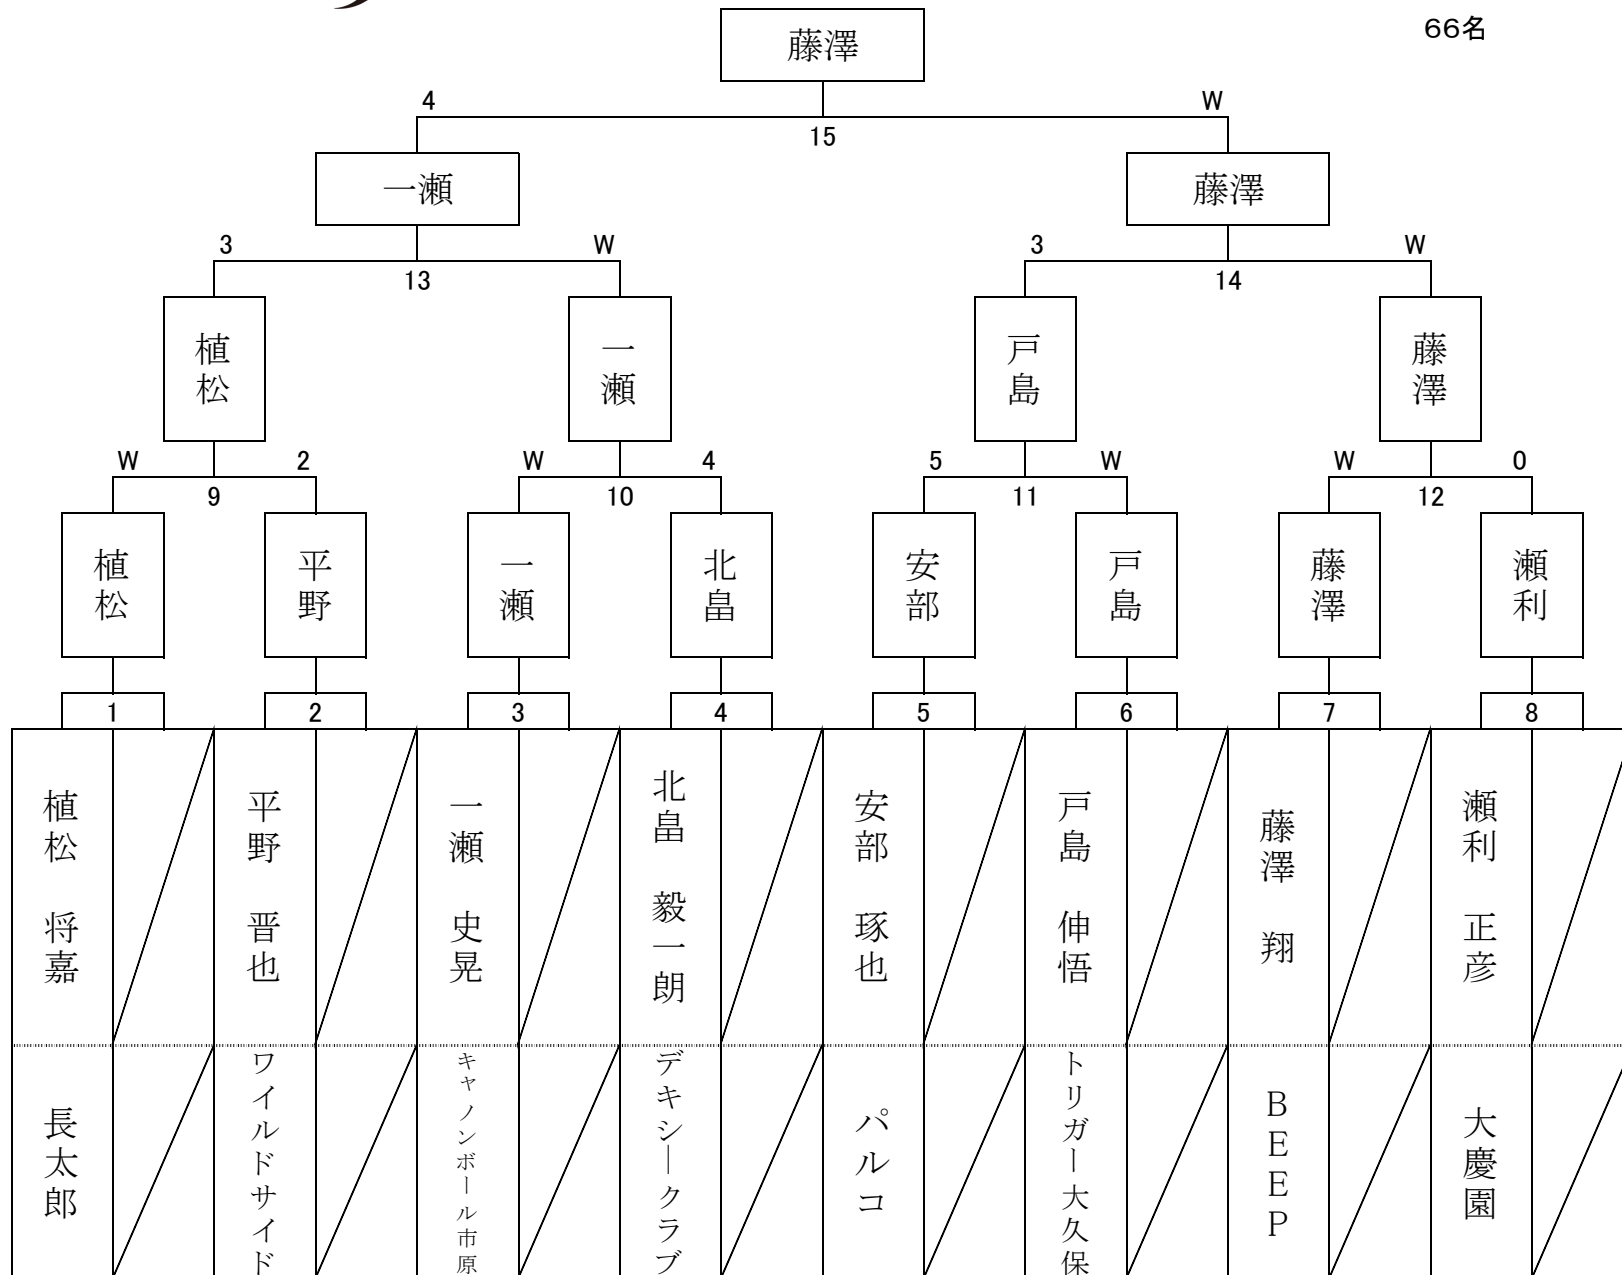 66名
藤澤
4 W
15
一瀬 藤澤
3 W 3 W
13 14
植松 一瀬 戸島 藤澤
W 2 W 4 5 W W 0
9 10 11 12
植松 平野 一瀬 北畠 安部 戸島 藤澤 瀬利
1 2 3 4 5 6 7 8
植松 将嘉
平野 晋也
一瀬 史晃
北畠 毅一朗
安部 琢也
戸島 伸悟
藤澤 翔
瀬利 正彦
長太郎
ワイルドサイド
キャノンボール市原
デキシークラブ
パルコ
トリガー大久保
BEEP
大慶園